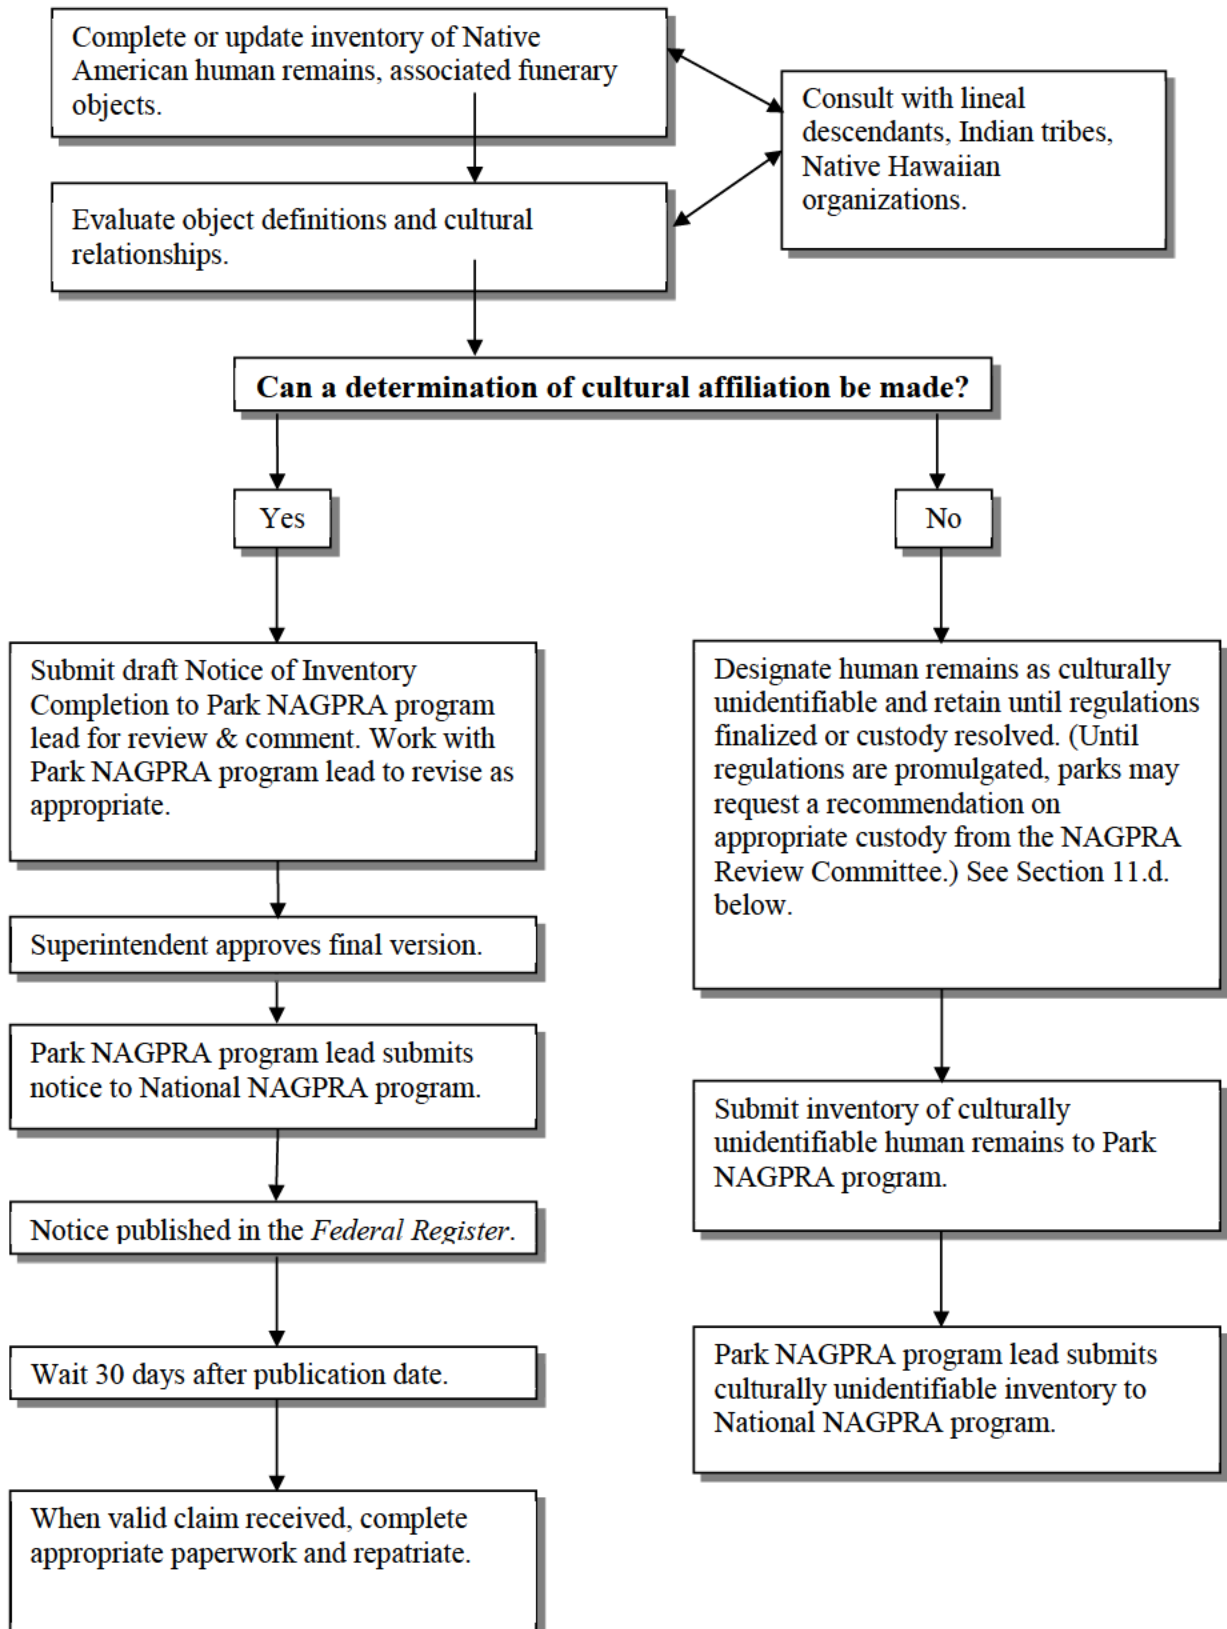 Complete or update inventory of Native
American human remains, associated funerary
objects.
Consult with lineal
descendants, Indian tribes,
Native Hawaiian
organizations.
Evaluate object definitions and cultural
relationships.
Can a determination of cultural affiliation be made?
Yes
No
Submit draft Notice of Inventory
Completion to Park NAGPRA program
lead for review & comment. Work with
Park NAGPRA program lead to revise as
appropriate.
Superintendent approves final version.
Park NAGPRA program lead submits
notice to National NAGPRA program.
Notice published in the Federal Register.
Wait 30 days after publication date.
When valid claim received, complete
appropriate paperwork and repatriate.
Designate human remains as culturally
unidentifiable and retain until regulations
finalized or custody resolved. (Until
regulations are promulgated, parks may
request a recommendation on
appropriate custody from the NAGPRA
Review Committee.) See Section 11.d.
below.
Submit inventory of culturally
unidentifiable human remains to Park
NAGPRA program.
Park NAGPRA program lead submits
culturally unidentifiable inventory to
National NAGPRA program.